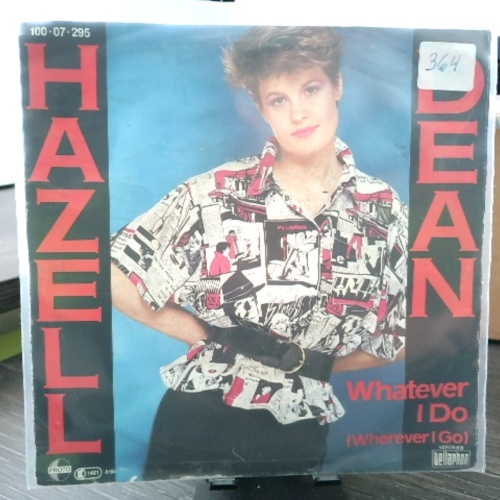 100·07·295
HAZELL
DEAN
364
Whatever
I Do
(Wherever I Go)
bellaphon
PROTO